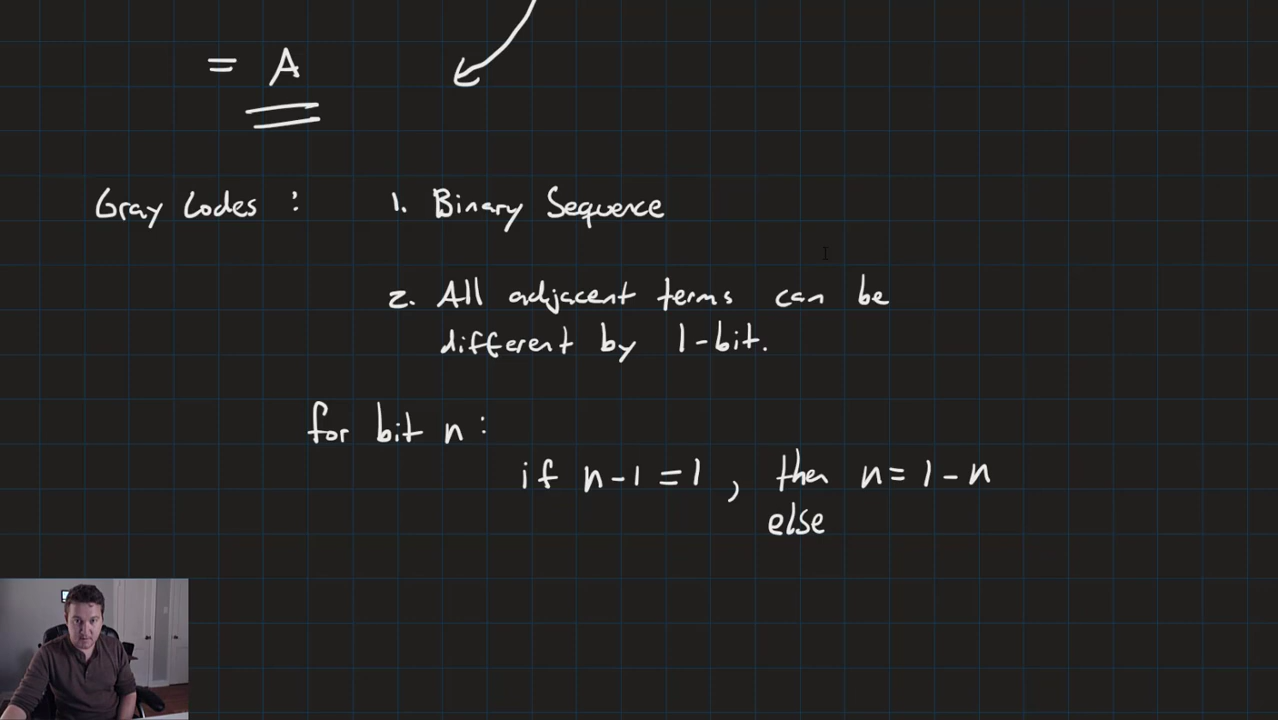 = A
Gray Codes : 1. Binary Sequence
2. All adjacent terms can be
different by 1-bit.
for bit n :
if n-1 = 1 , then n = 1 - n
else